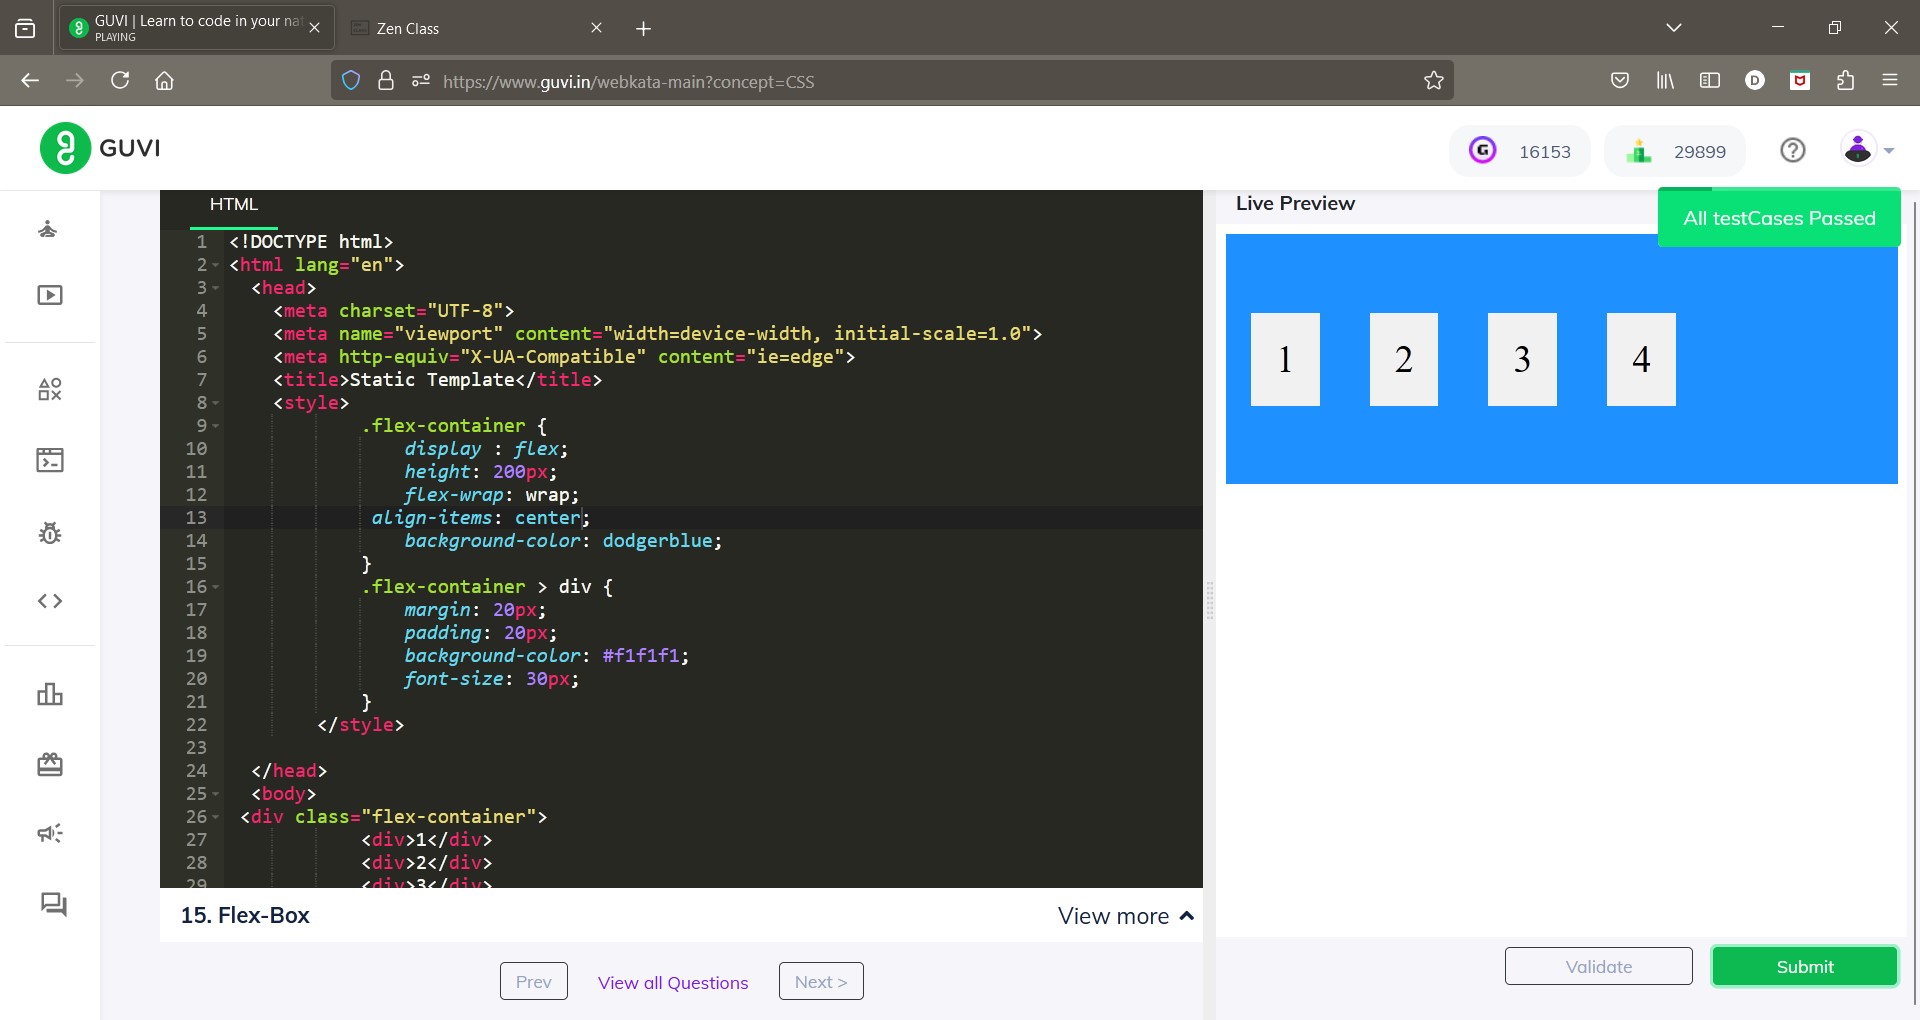 GUVI | Learn to code in your nat
PLAYING
Zen Class
https://www.guvi.in/webkata-main?concept=CSS
D
GUVI
G 16153
29899
HTML
1 <!DOCTYPE html>
2 <html lang="en">
3 <head>
4 <meta charset="UTF-8">
5 <meta name="viewport" content="width=device-width, initial-scale=1.0">
6 <meta http-equiv="X-UA-Compatible" content="ie=edge">
7 <title>Static Template</title>
8 <style>
9 .flex-container {
10 display : flex;
11 height: 200px;
12 flex-wrap: wrap;
13 align-items: center;
14 background-color: dodgerblue;
15 }
16 .flex-container > div {
17 margin: 20px;
18 padding: 20px;
19 background-color: #f1f1f1;
20 font-size: 30px;
21 }
22 </style>
23
24 </head>
25 <body>
26 <div class="flex-container">
27 <div>1</div>
28 <div>2</div>
29 <div>3</div>
Live Preview
All testCases Passed
1 2 3 4
15. Flex-Box
View more
Prev
View all Questions
Next >
Validate
Submit